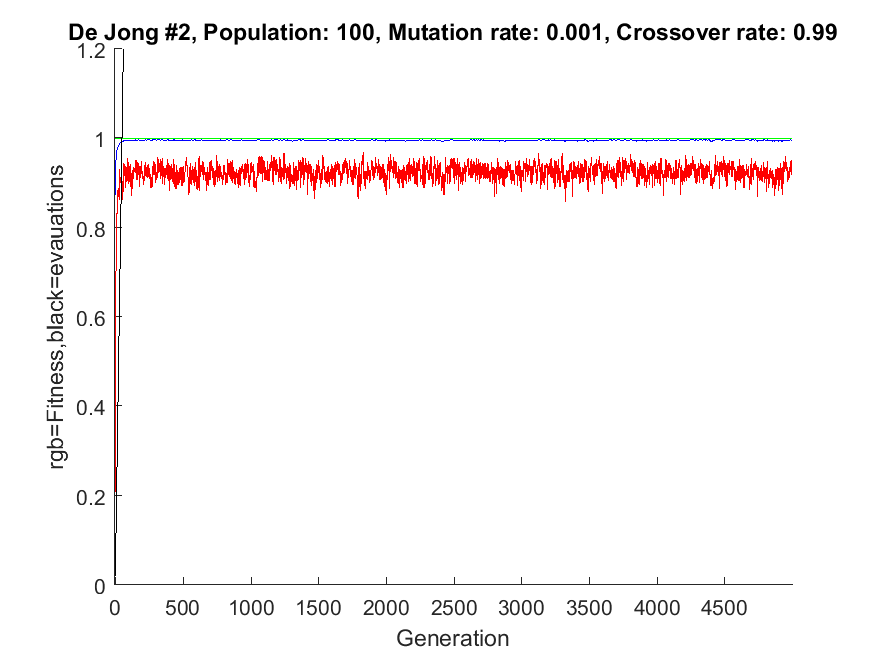 De Jong #2, Population: 100, Mutation rate: 0.001, Crossover rate: 0.99
1.2
1
0.8
0.6
0.4
0.2
0
rgb=Fitness,black=evauations
0 500 1000 1500 2000 2500 3000 3500 4000 4500
Generation